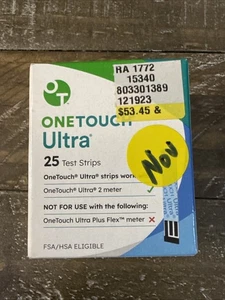 RA 1772
15340
803301389
121923
$53.45 &
OT
ONETOUCH
Ultra®
25 Test Strips
Nov
OneTouch® Ultra® strips work
OneTouch® Ultra® 2 meter
NOT FOR USE with the following:
OneTouch Ultra Plus Flex™ meter
FSA/HSA ELIGIBLE